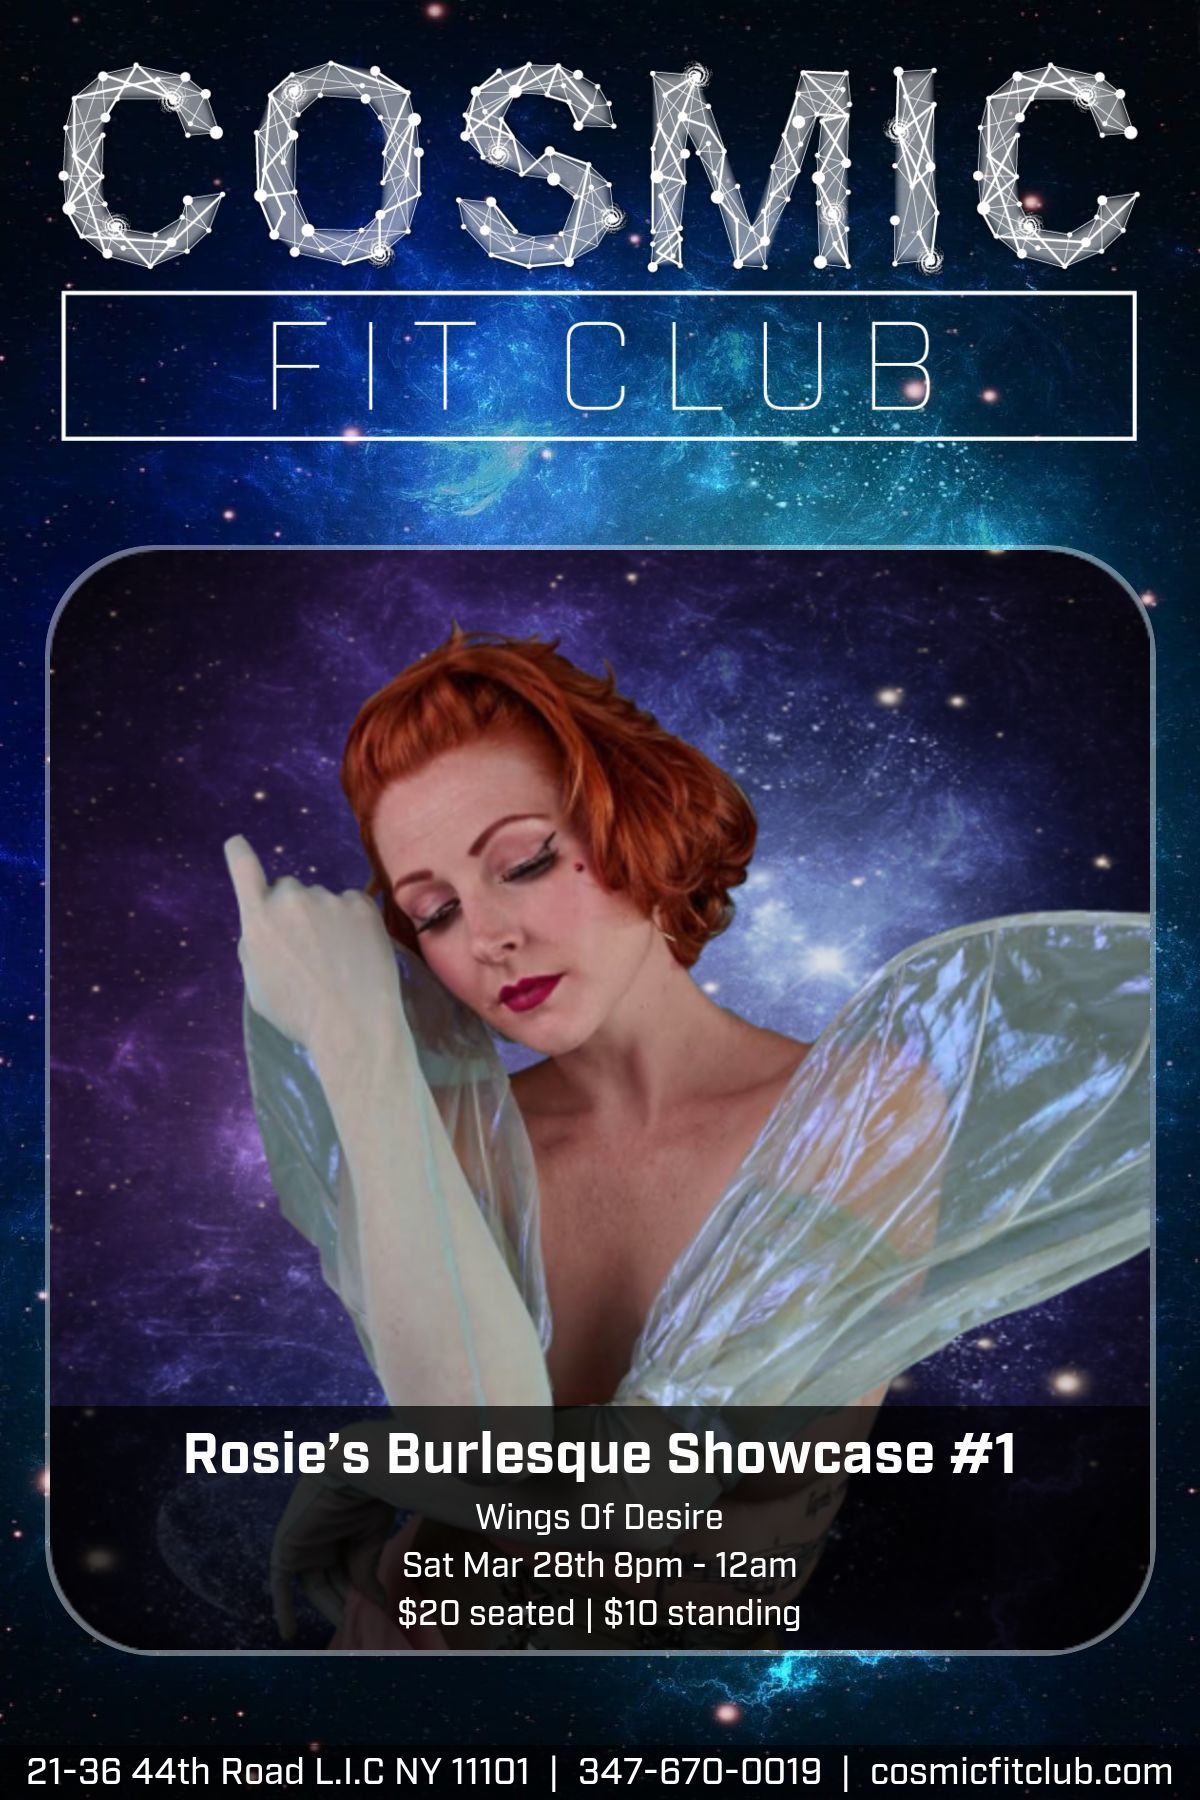 COSMIC
FIT CLUB
Rosie's Burlesque Showcase #1
Wings Of Desire
Sat Mar 28th 8pm - 12am
$20 seated | $10 standing
21-36 44th Road L.I.C NY 11101 | 347-670-0019 | cosmicfitclub.com